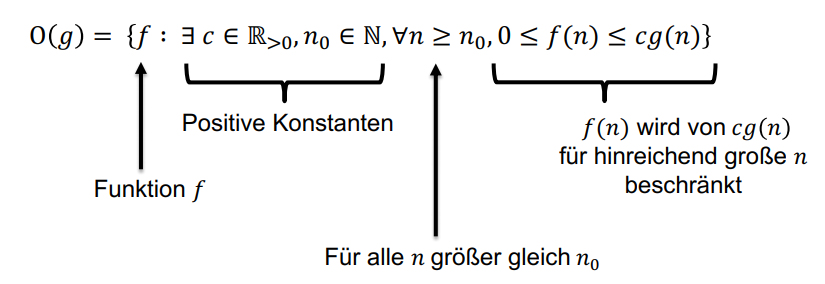 O(g) = {f : ∃ c ∈ ℝ>0, n₀ ∈ ℕ, ∀n ≥ n₀, 0 ≤ f(n) ≤ cg(n)}
Positive Konstanten
f(n) wird von cg(n)
für hinreichend große n
beschränkt
Funktion f
Für alle n größer gleich n₀